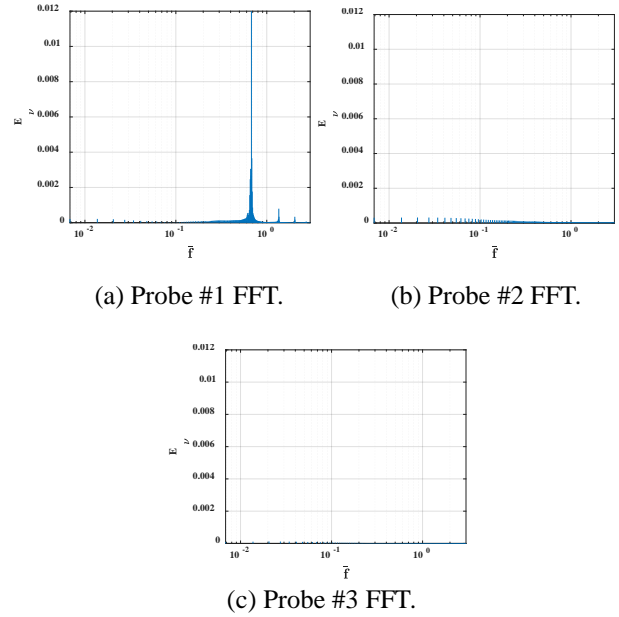 0.012
0.01
0.008
0.006
0.004
0.002
0
E ν
10⁻² 10⁻¹ 10⁰
f̄
(a) Probe #1 FFT.
0.012
0.01
0.008
0.006
0.004
0.002
0
E ν
10⁻² 10⁻¹ 10⁰
f̄
(b) Probe #2 FFT.
0.012
0.01
0.008
0.006
0.004
0.002
0
E ν
10⁻² 10⁻¹ 10⁰
f̄
(c) Probe #3 FFT.